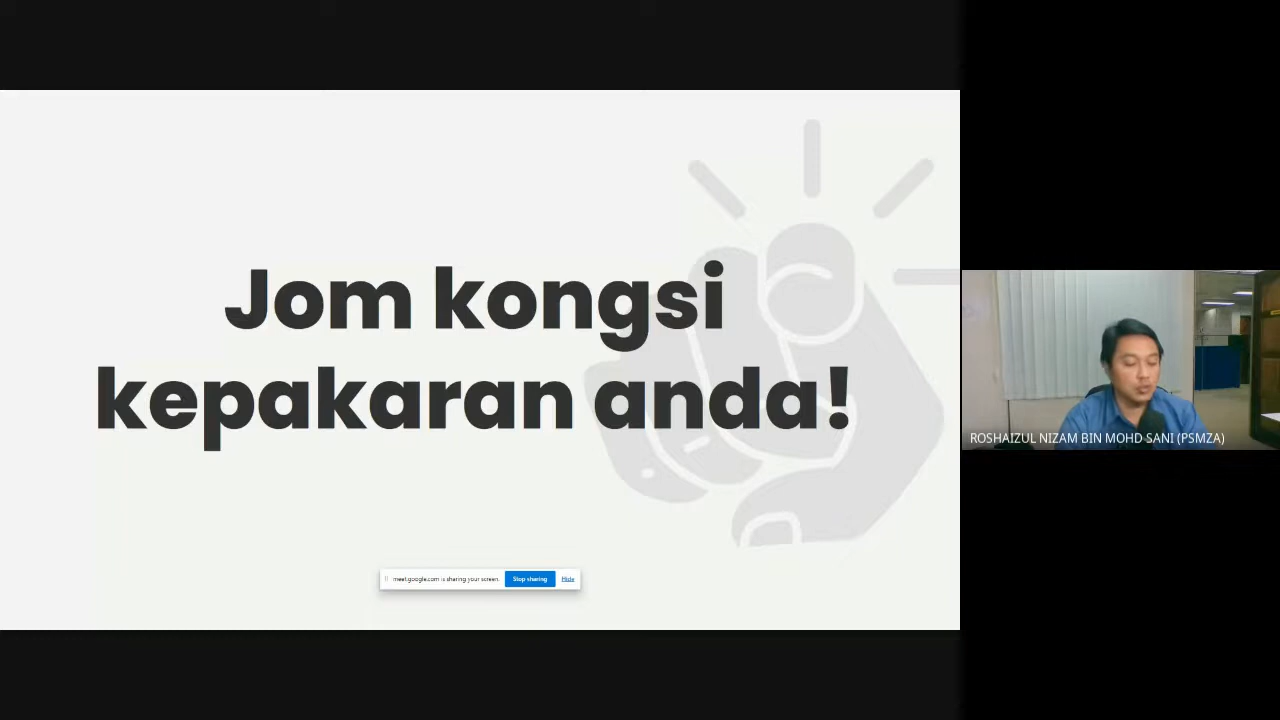 Jom kongsi
kepakaran anda!
meet.google.com is sharing your screen.
Stop sharing
Hide
ROSHAIZUL NIZAM BIN MOHD SANI (PSMZA)